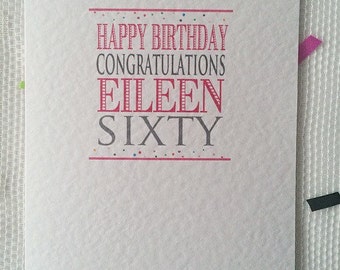 HAPPY BIRTHDAY
CONGRATULATIONS
EILEEN
SIXTY